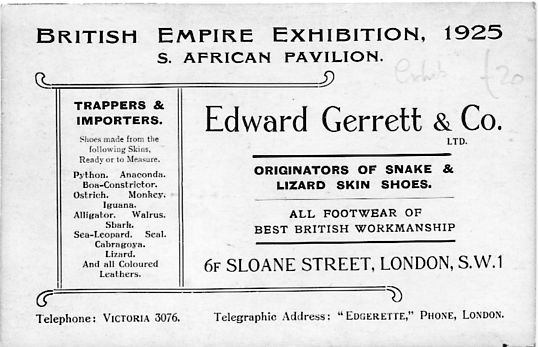 BRITISH EMPIRE EXHIBITION, 1925
S. AFRICAN PAVILION.
£20
TRAPPERS &
IMPORTERS.
Shoes made from the
following Skins,
Ready or to Measure.
Python. Anaconda.
Boa-Constrictor.
Ostrich. Monkey.
Iguana.
Alligator. Walrus.
Shark.
Sea-Leopard. Seal.
Cabragoya.
Lizard.
And all Coloured
Leathers.
Edward Gerrett & Co.
LTD.
ORIGINATORS OF SNAKE &
LIZARD SKIN SHOES.
ALL FOOTWEAR OF
BEST BRITISH WORKMANSHIP
6F SLOANE STREET, LONDON, S.W.1
Telephone: VICTORIA 3076.
Telegraphic Address: "EDGERETTE," PHONE, LONDON.